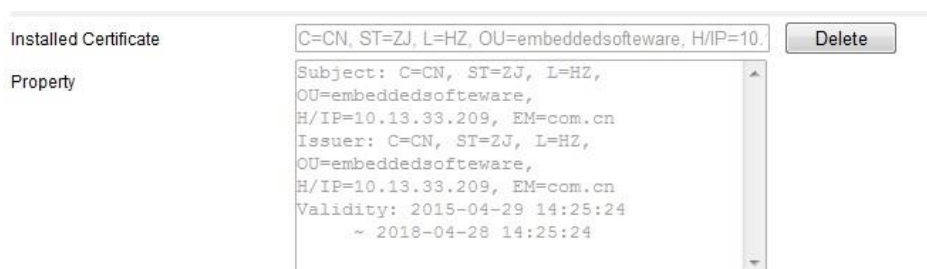 Installed Certificate
C=CN, ST=ZJ, L=HZ, OU=embeddedsofteware, H/IP=10.
Delete
Property
Subject: C=CN, ST=ZJ, L=HZ,
OU=embeddedsofteware,
H/IP=10.13.33.209, EM=com.cn
Issuer: C=CN, ST=ZJ, L=HZ,
OU=embeddedsofteware,
H/IP=10.13.33.209, EM=com.cn
Validity: 2015-04-29 14:25:24
~ 2018-04-28 14:25:24